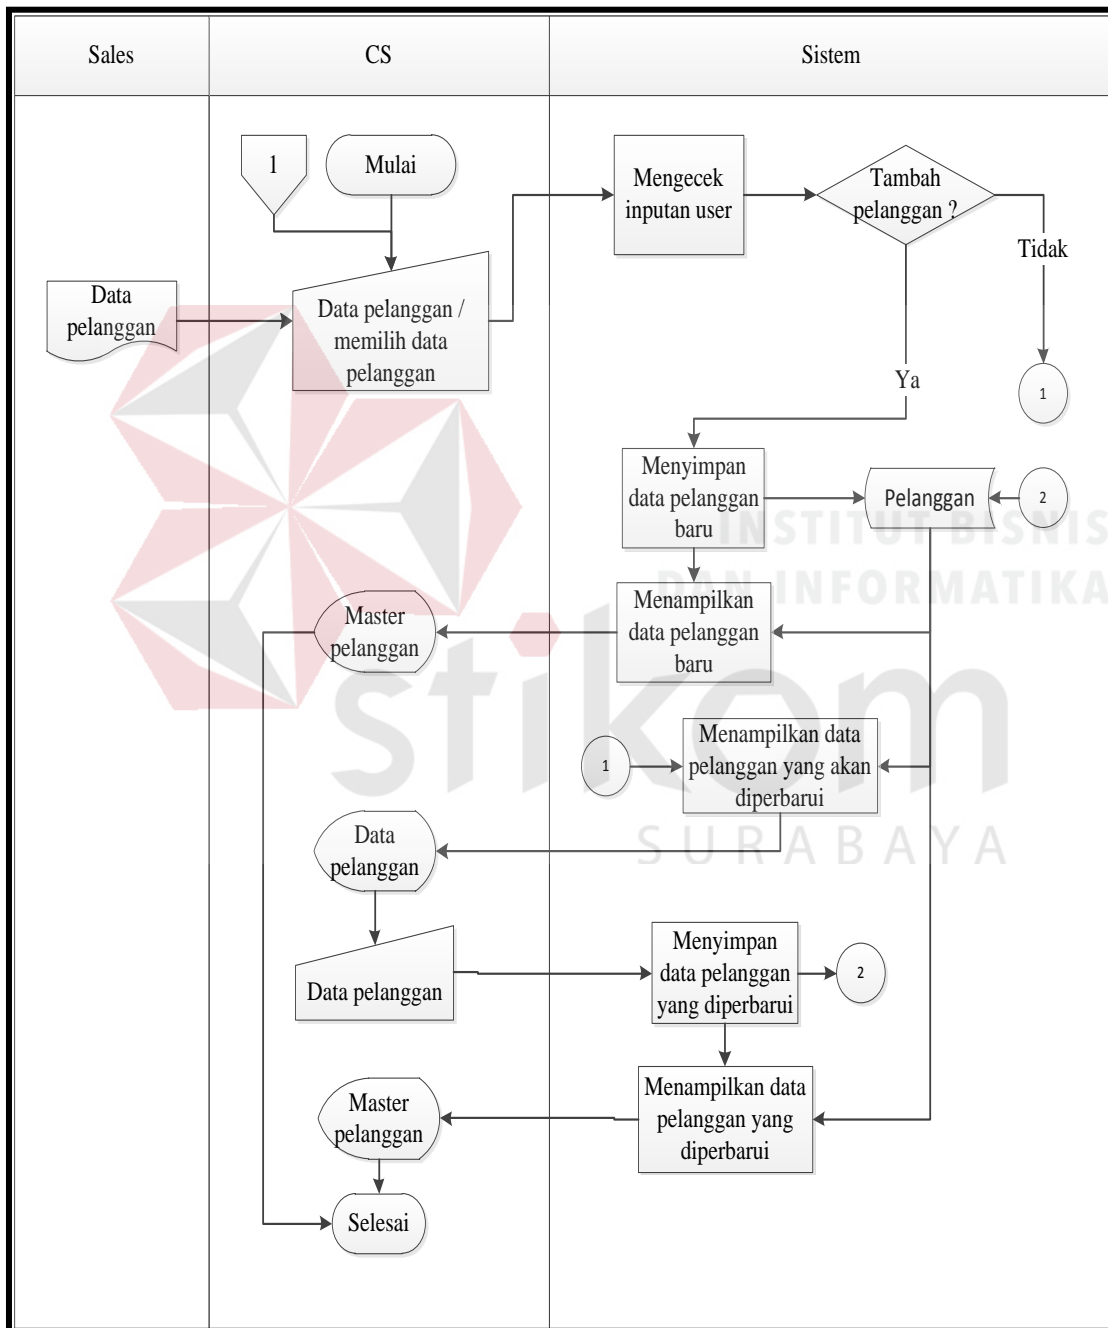 Sales
CS
Sistem
1
Mulai
Mengecek
inputan user
Tambah
pelanggan ?
Tidak
Data
pelanggan
Data pelanggan /
memilih data
pelanggan
Ya
1
Menyimpan
data pelanggan
baru
Pelanggan
2
INSTITUT BISNIS
DAN INFORMATIKA
Master
pelanggan
Menampilkan
data pelanggan
baru
stikom
SURABAYA
1
Menampilkan data
pelanggan yang akan
diperbarui
Data
pelanggan
Data pelanggan
Menyimpan
data pelanggan
yang diperbarui
2
Master
pelanggan
Menampilkan data
pelanggan yang
diperbarui
Selesai